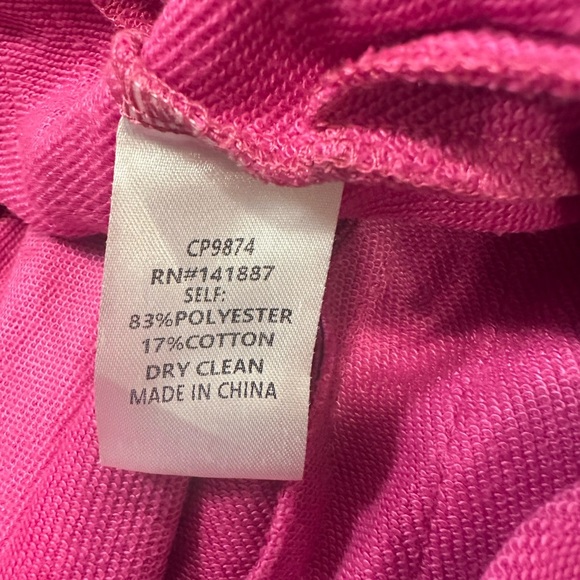 CP9874
RN#141887
SELF:
83%POLYESTER
17%COTTON
DRY CLEAN
MADE IN CHINA